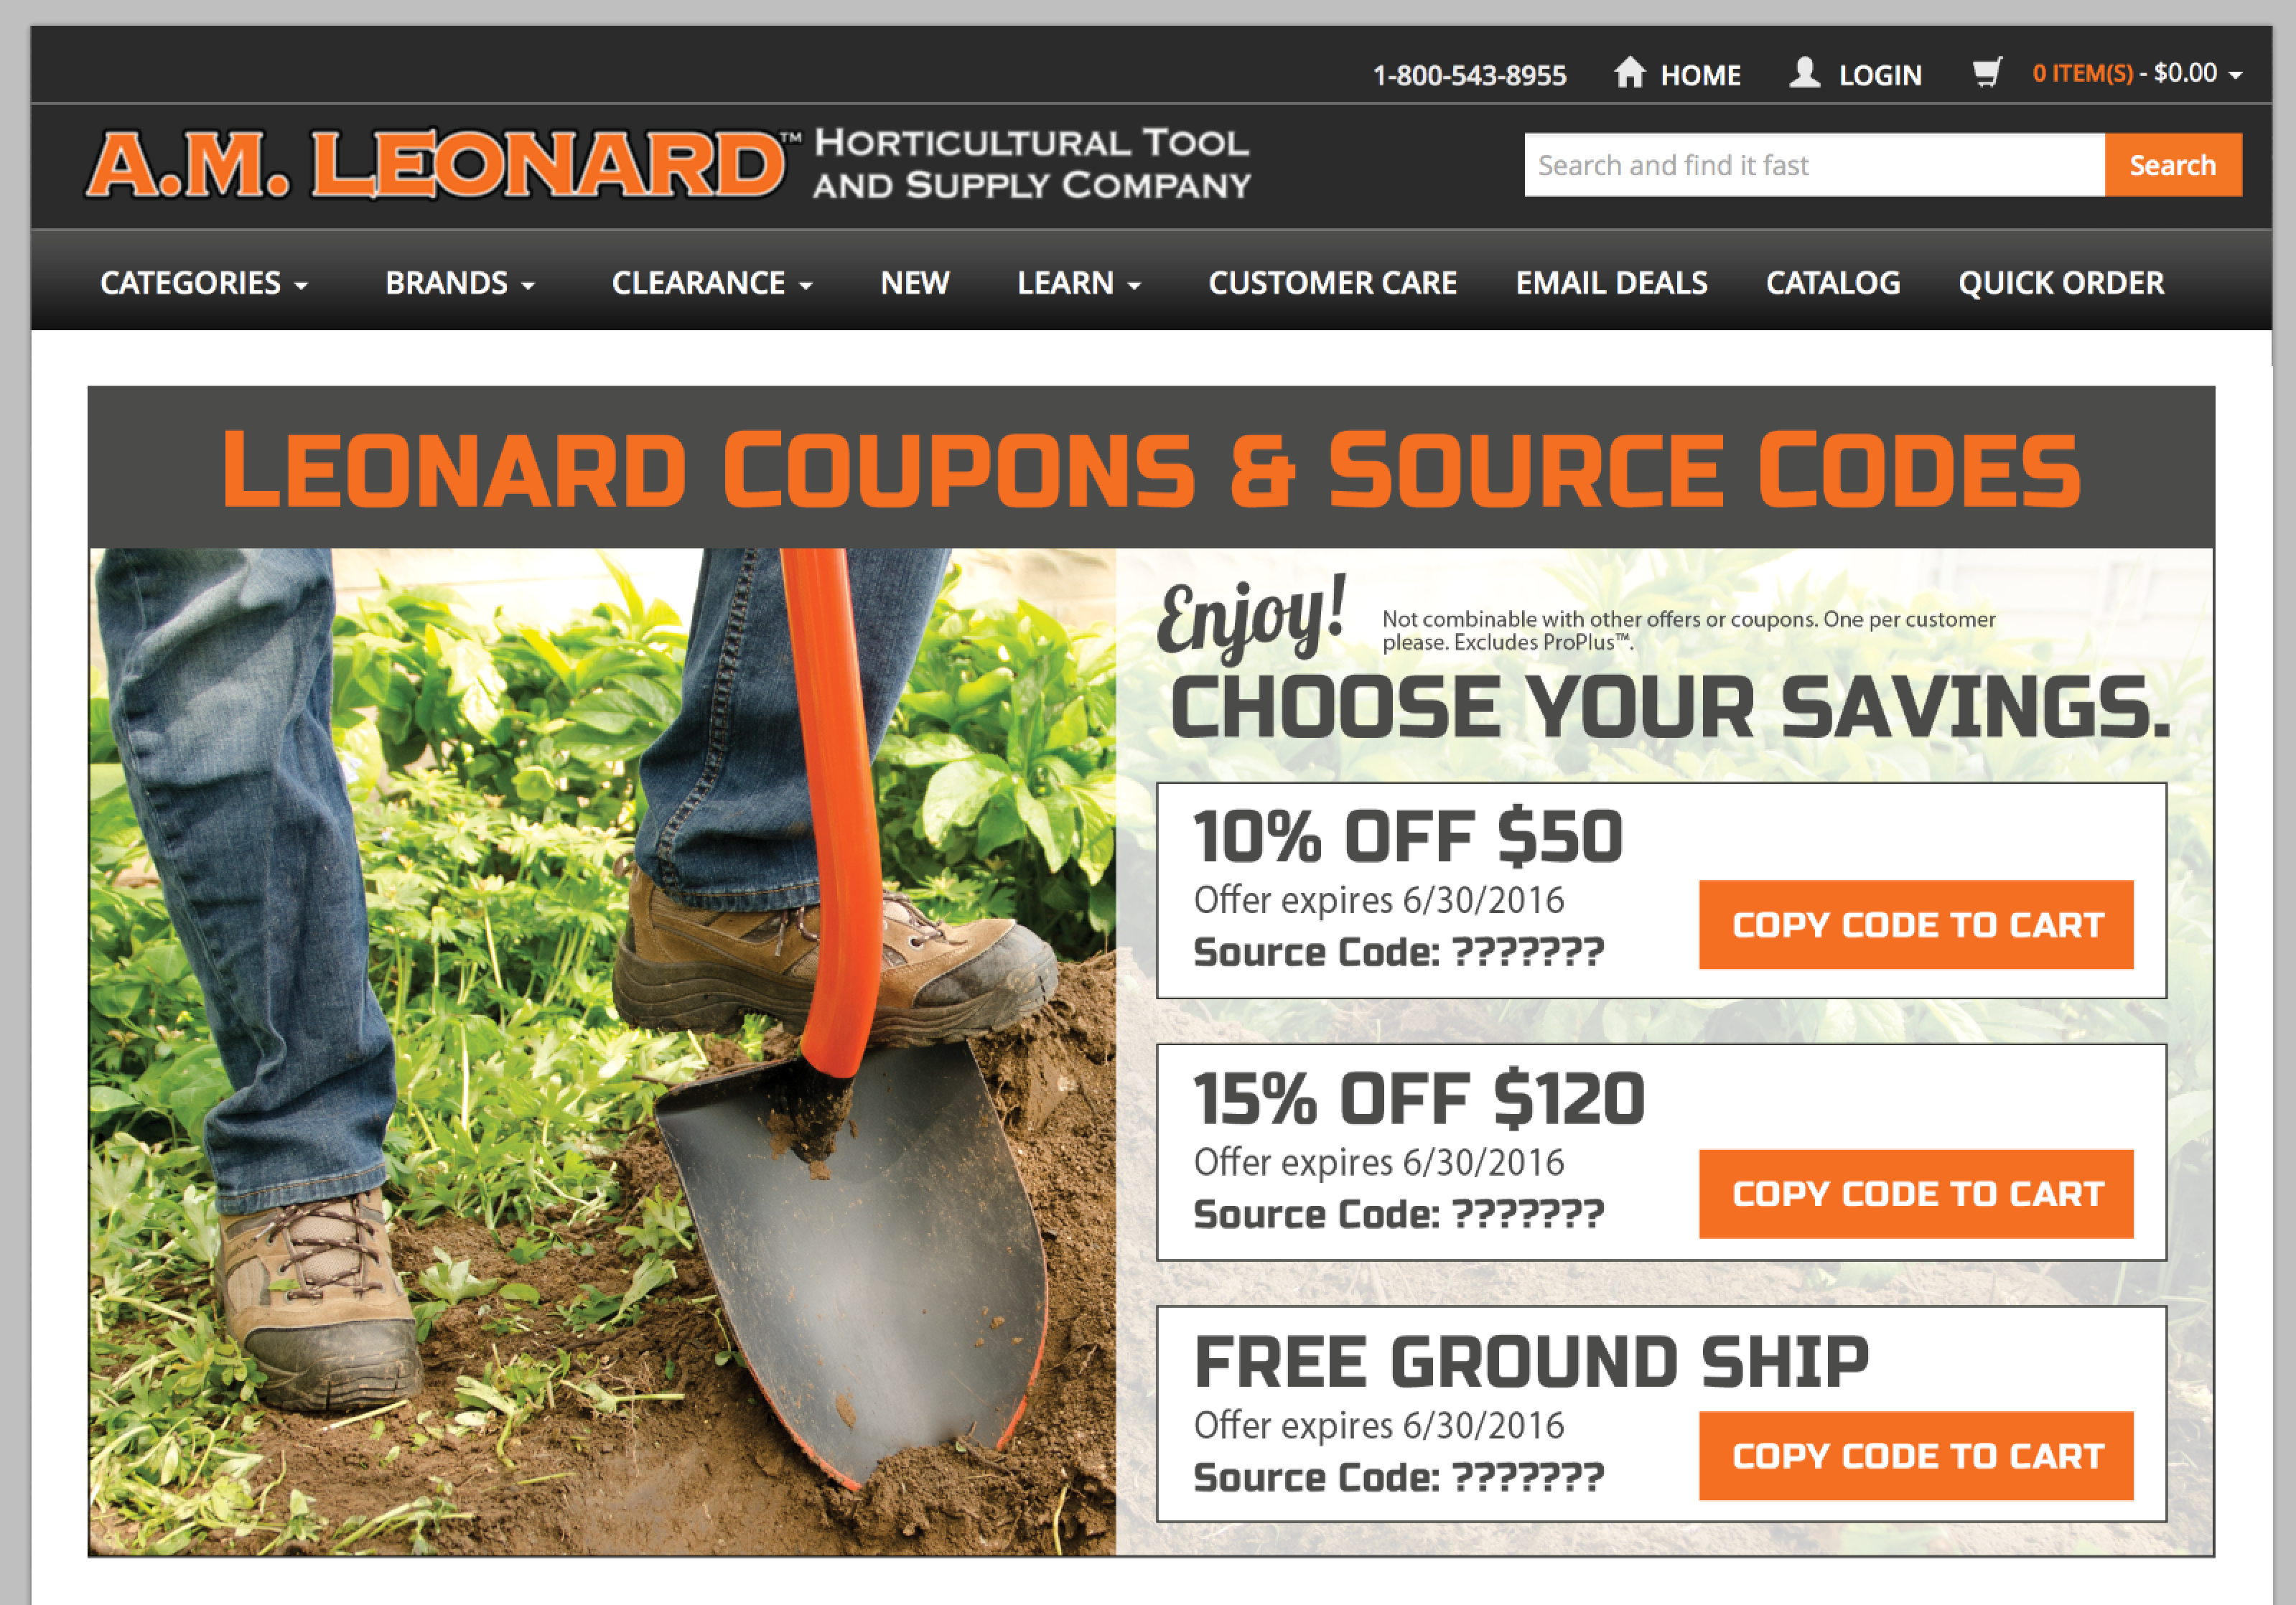 1-800-543-8955 HOME LOGIN 0 ITEM(S) - $0.00
A.M. LEONARD™ HORTICULTURAL TOOL
AND SUPPLY COMPANY
Search and find it fast Search
CATEGORIES BRANDS CLEARANCE NEW LEARN CUSTOMER CARE EMAIL DEALS CATALOG QUICK ORDER
LEONARD COUPONS & SOURCE CODES
Enjoy!
Not combinable with other offers or coupons. One per customer
please. Excludes ProPlus™.
CHOOSE YOUR SAVINGS.
10% OFF $50
Offer expires 6/30/2016
Source Code: ???????
COPY CODE TO CART
15% OFF $120
Offer expires 6/30/2016
Source Code: ???????
COPY CODE TO CART
FREE GROUND SHIP
Offer expires 6/30/2016
Source Code: ???????
COPY CODE TO CART